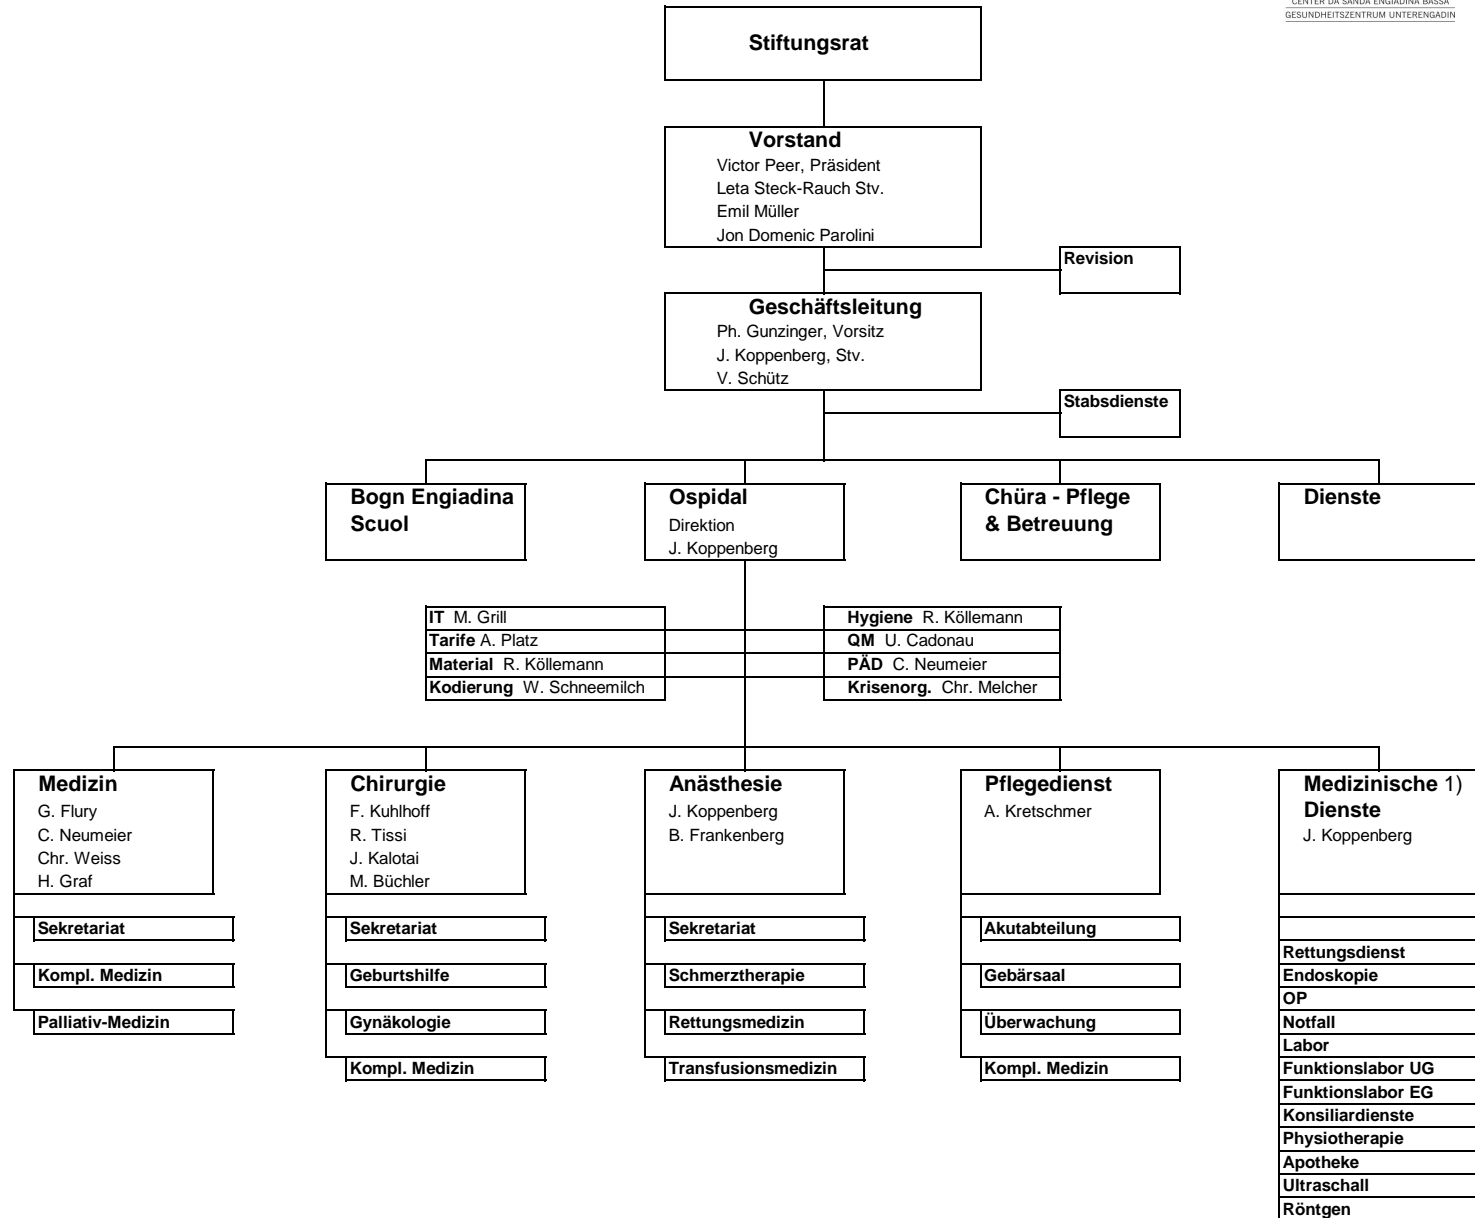 CENTER DA SANDÀ ENGIADINA BASSA
GESUNDHEITSZENTRUM UNTERENGADIN
Stiftungsrat
Vorstand
Victor Peer, Präsident
Leta Steck-Rauch Stv.
Emil Müller
Jon Domenic Parolini
Revision
Geschäftsleitung
Ph. Gunzinger, Vorsitz
J. Koppenberg, Stv.
V. Schütz
Stabsdienste
Bogn Engiadina
Scuol
Ospidal
Direktion
J. Koppenberg
Chüra - Pflege
& Betreuung
Dienste
IT M. Grill
Tarife A. Platz
Material R. Köllemann
Kodierung W. Schneemilch
Hygiene R. Köllemann
QM U. Cadonau
PÄD C. Neumeier
Krisenorg. Chr. Melcher
Medizin
G. Flury
C. Neumeier
Chr. Weiss
H. Graf
Sekretariat
Kompl. Medizin
Palliativ-Medizin
Chirurgie
F. Kuhlhoff
R. Tissi
J. Kalotai
M. Büchler
Sekretariat
Geburtshilfe
Gynäkologie
Kompl. Medizin
Anästhesie
J. Koppenberg
B. Frankenberg
Sekretariat
Schmerztherapie
Rettungsmedizin
Transfusionsmedizin
Pflegedienst
A. Kretschmer
Akutabteilung
Gebärsaal
Überwachung
Kompl. Medizin
Medizinische 1)
Dienste
J. Koppenberg
Rettungsdienst
Endoskopie
OP
Notfall
Labor
Funktionslabor UG
Funktionslabor EG
Konsiliardienste
Physiotherapie
Apotheke
Ultraschall
Röntgen